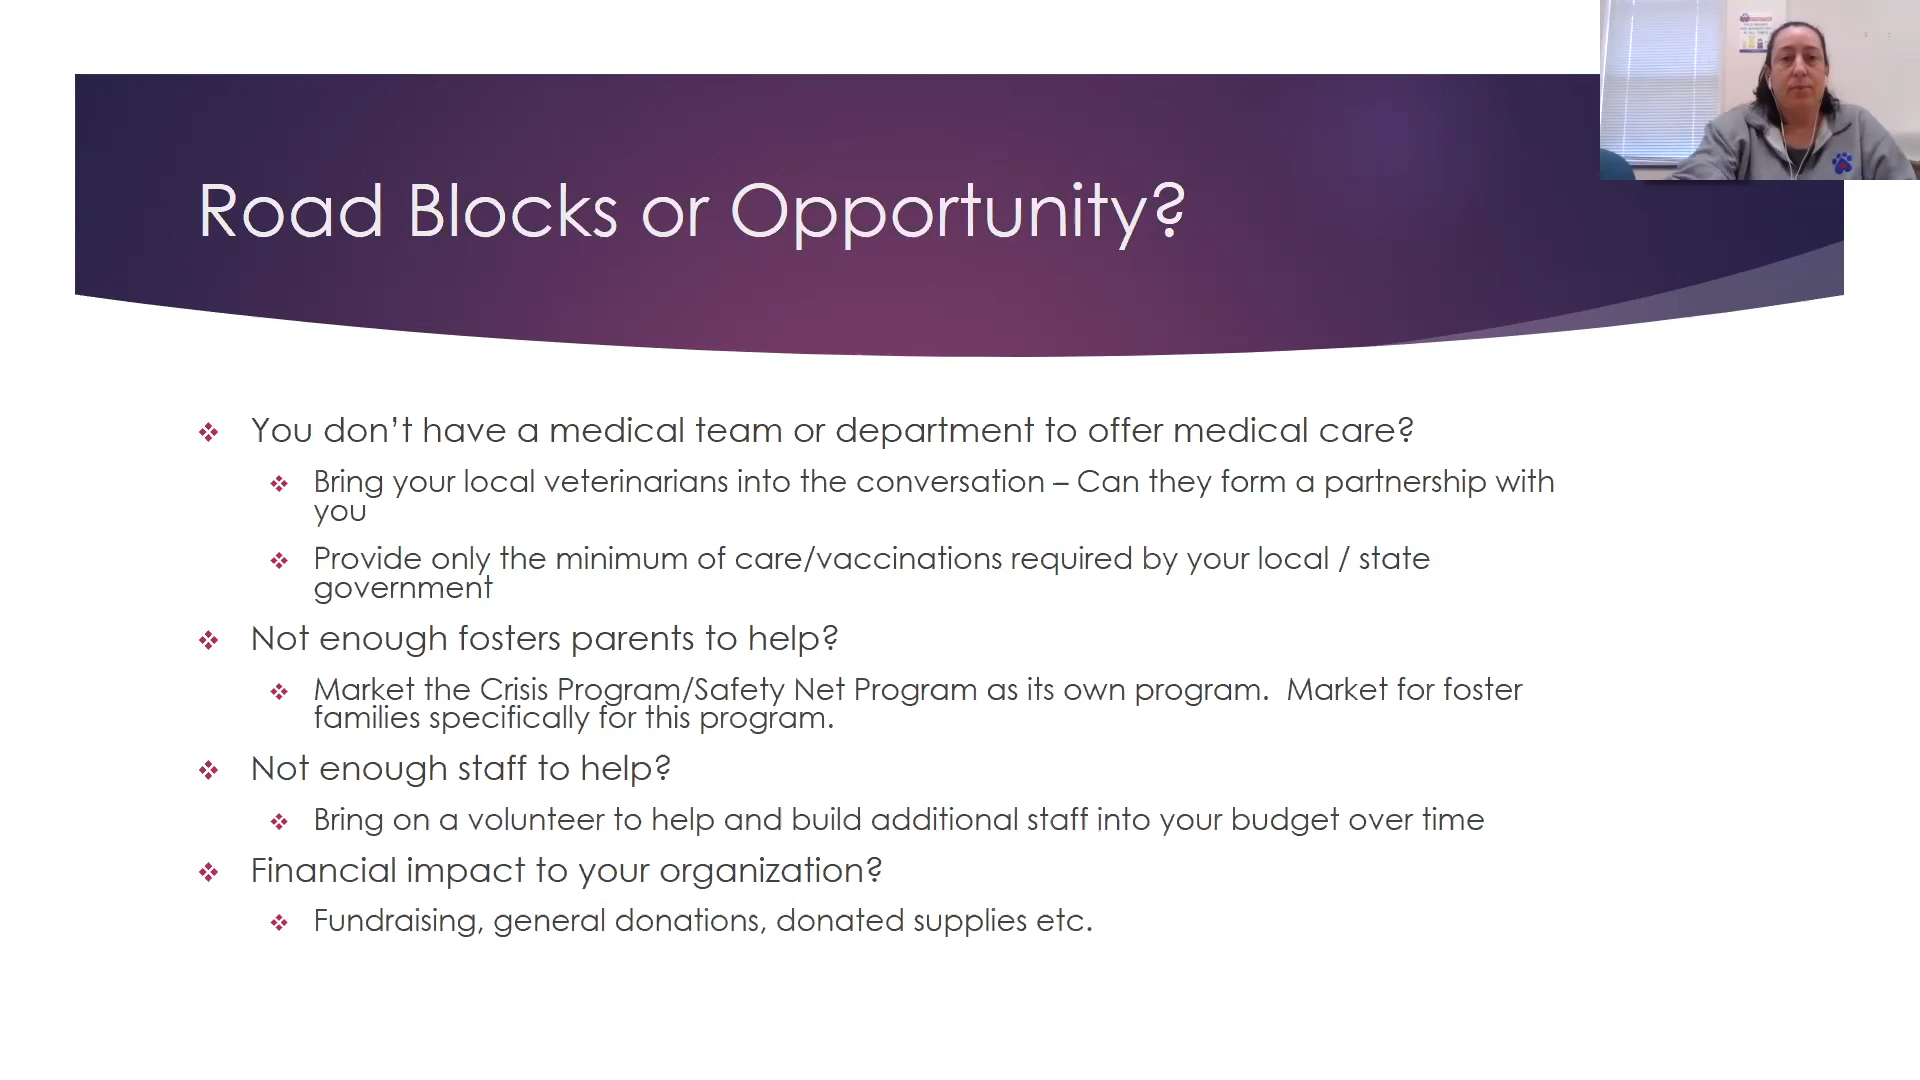 Road Blocks or Opportunity?
You don’t have a medical team or department to offer medical care?
Bring your local veterinarians into the conversation – Can they form a partnership with
you
Provide only the minimum of care/vaccinations required by your local / state
government
Not enough fosters parents to help?
Market the Crisis Program/Safety Net Program as its own program.  Market for foster
families specifically for this program.
Not enough staff to help?
Bring on a volunteer to help and build additional staff into your budget over time
Financial impact to your organization?
Fundraising, general donations, donated supplies etc.